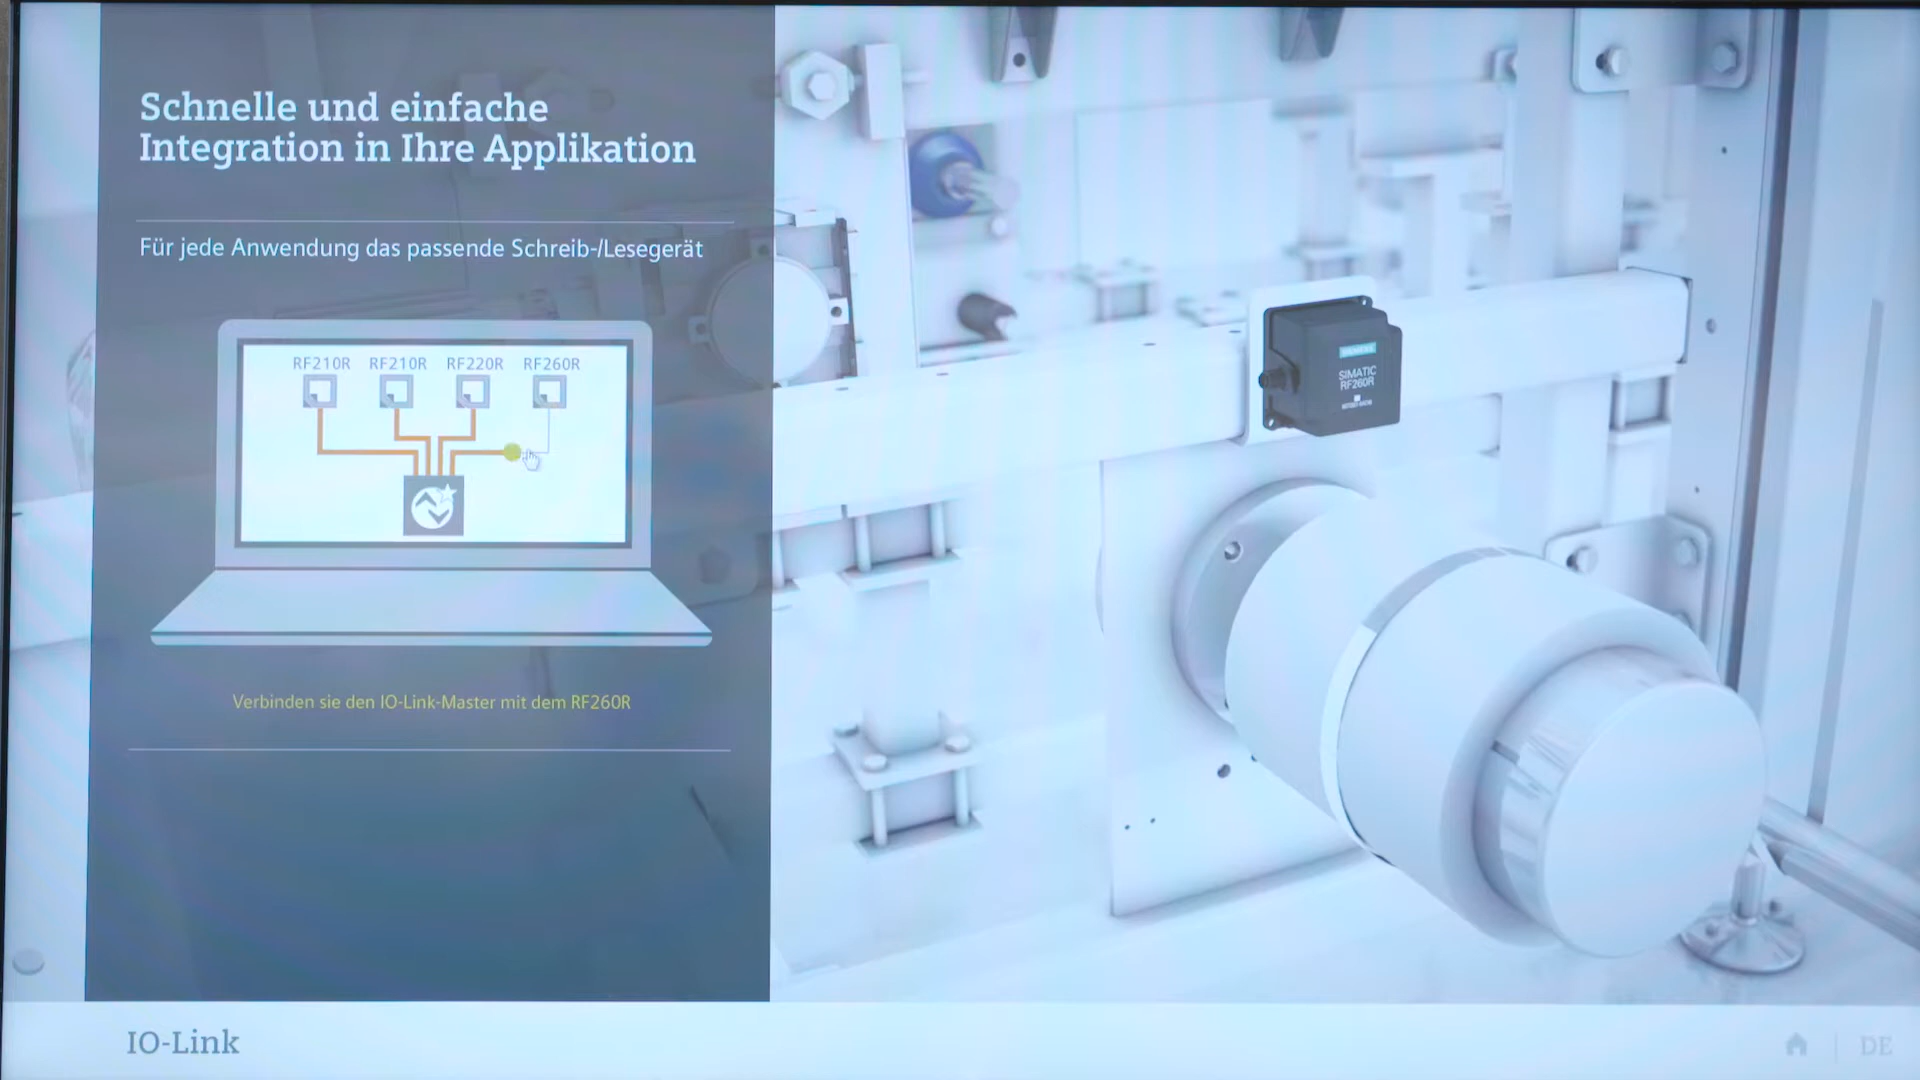 Schnelle und einfache
Integration in Ihre Applikation
Für jede Anwendung das passende Schreib-/Lesegerät
RF210R RF210R RF220R RF260R
Verbinden sie den IO-Link-Master mit dem RF260R
SIEMENS
SIMATIC
RF260R
IO-Link
DE